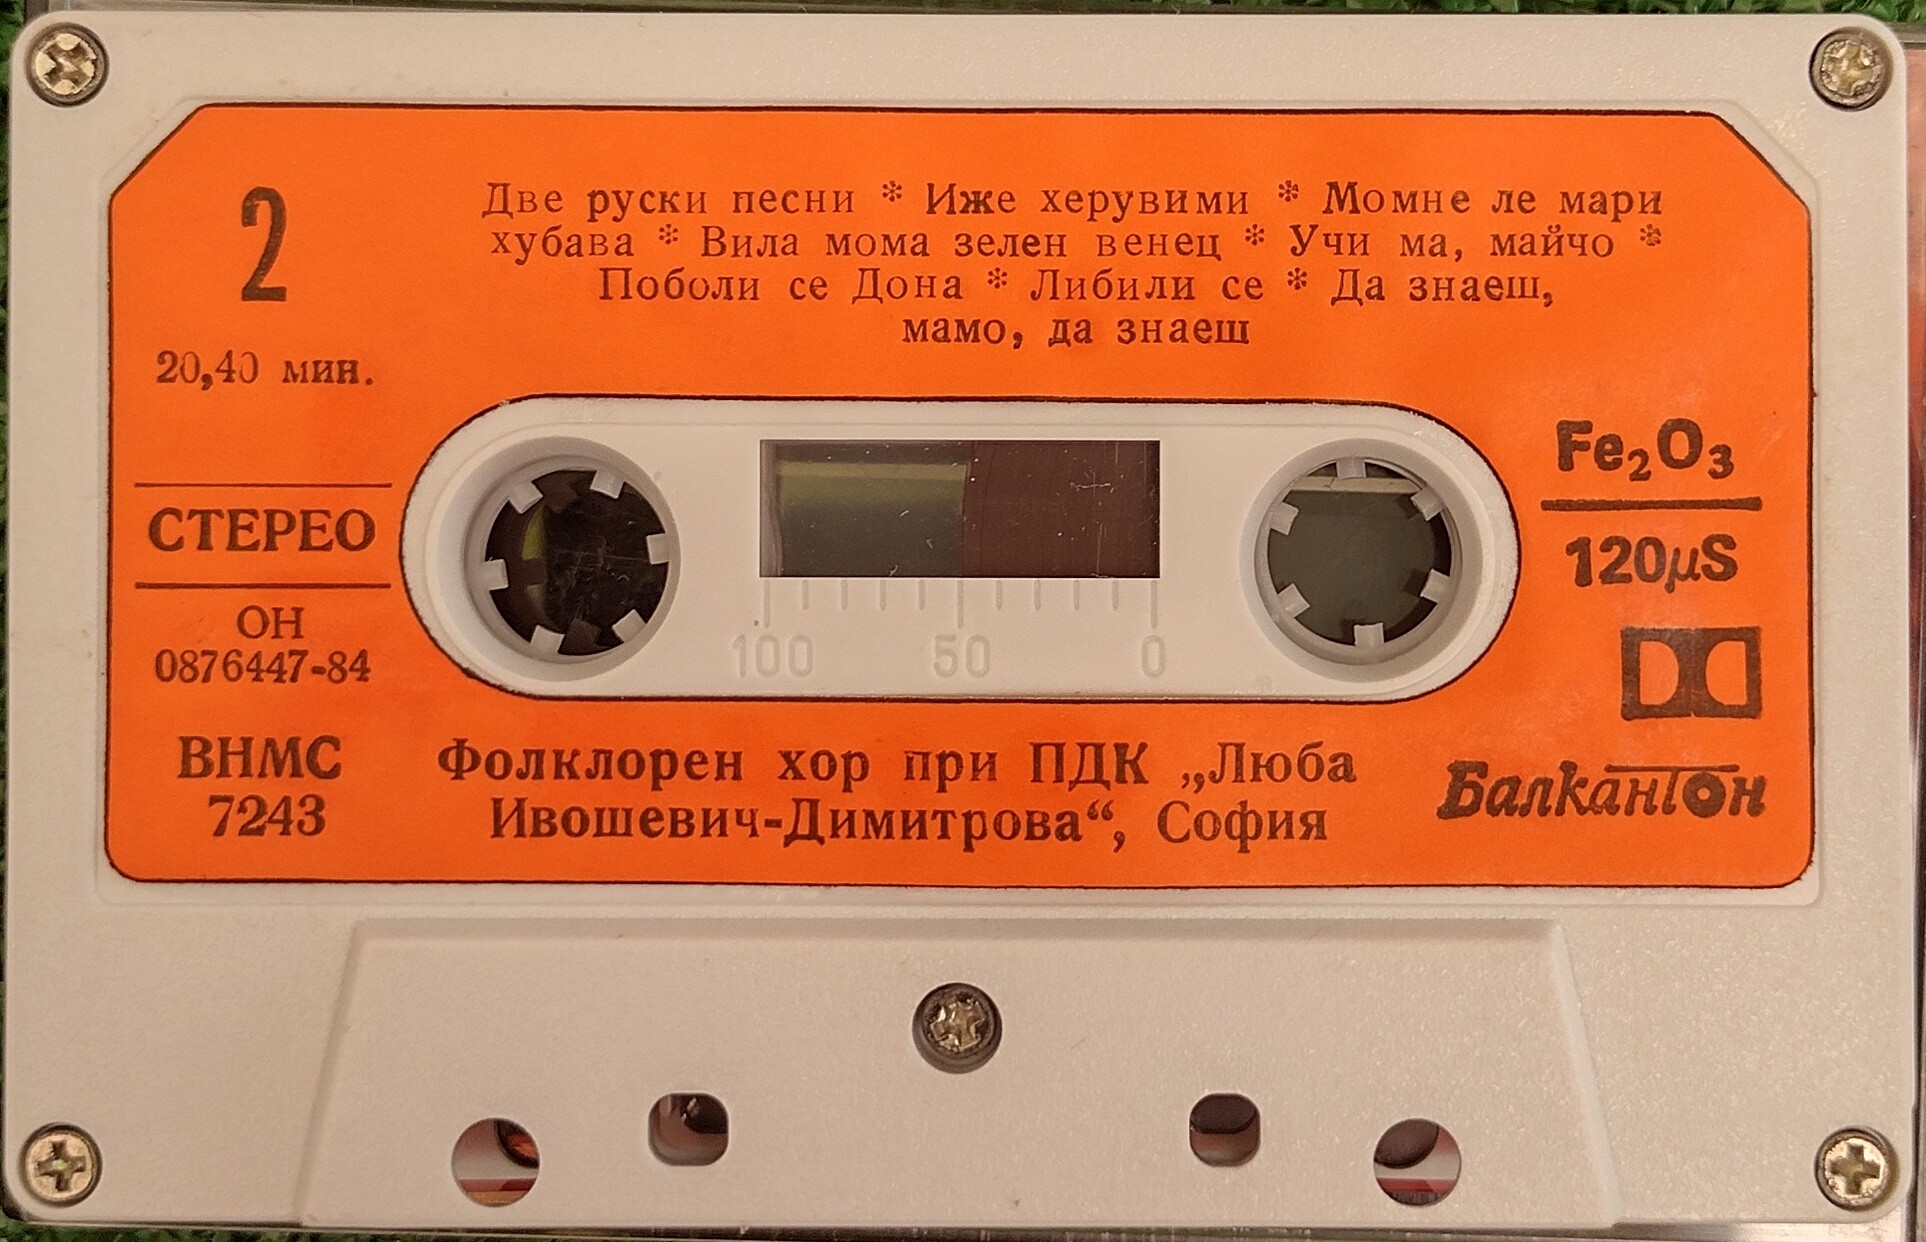 2
20,40 мин.
СТЕРЕО
ОН
0876447-84
ВНМС
7243
Две руски песни * Иже херувими * Момне ле мари
хубава * Вила мома зелен венец * Учи ма, майчо *
Поболи се Дона * Либили се * Да знаеш,
мамо, да знаеш
100 50 0
Fe₂O₃
120µS
Фолклорен хор при ПДК „Люба
Ивошевич-Димитрова“, София
Балкантон